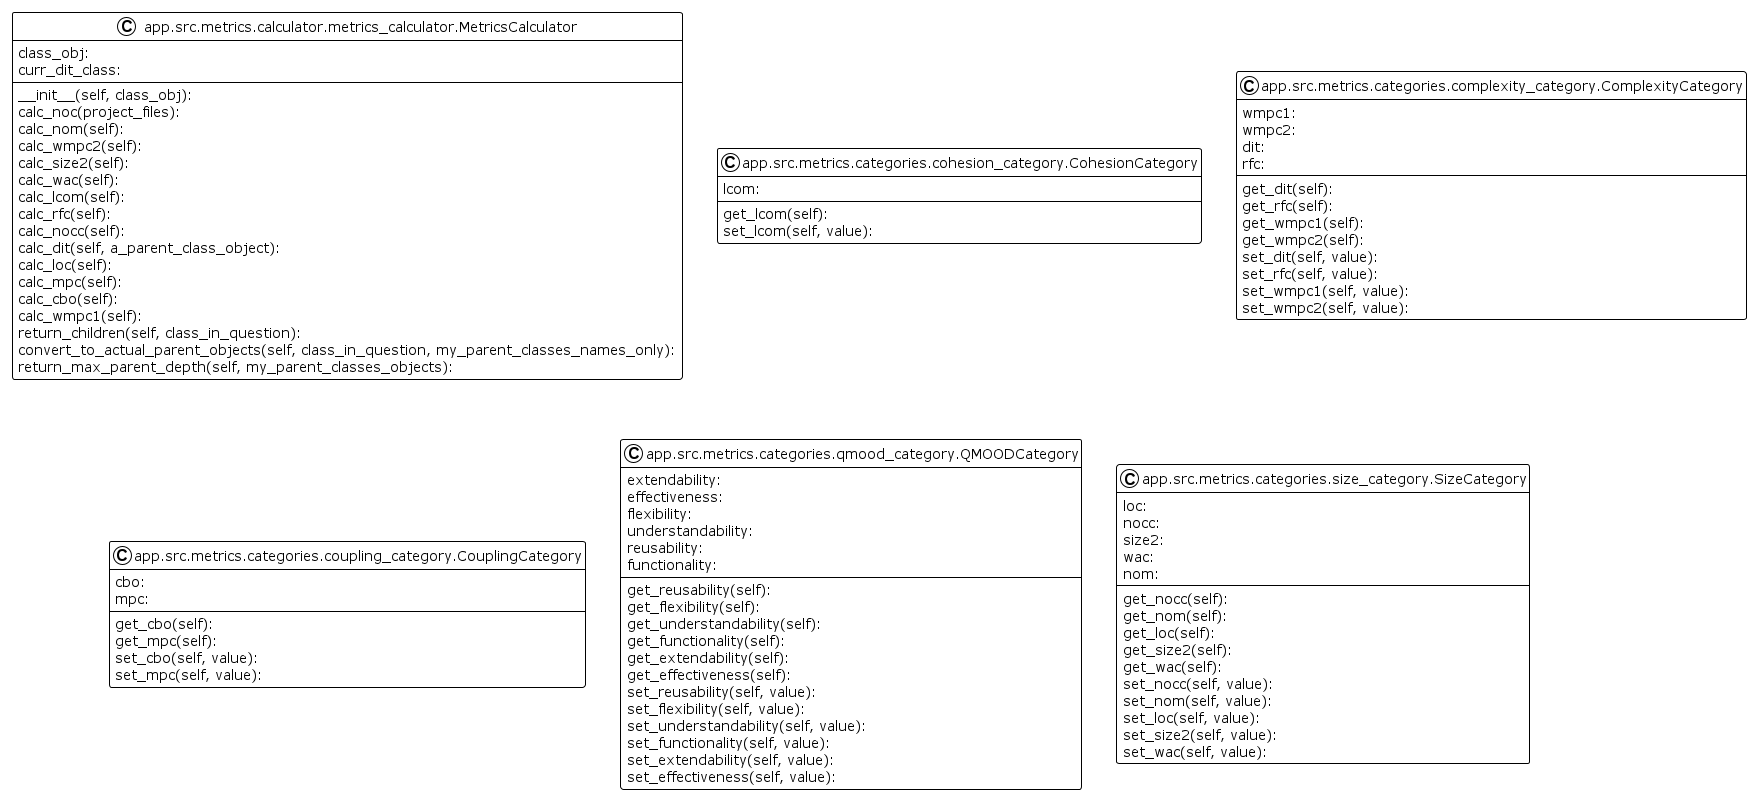 C app.src.metrics.calculator.metrics_calculator.MetricsCalculator
class_obj:
curr_dit_class:
__init__(self, class_obj):
calc_noc(project_files):
calc_nom(self):
calc_wmpc2(self):
calc_size2(self):
calc_wac(self):
calc_lcom(self):
calc_rfc(self):
calc_nocc(self):
calc_dit(self, a_parent_class_object):
calc_loc(self):
calc_mpc(self):
calc_cbo(self):
calc_wmpc1(self):
return_children(self, class_in_question):
convert_to_actual_parent_objects(self, class_in_question, my_parent_classes_names_only):
return_max_parent_depth(self, my_parent_classes_objects):
C app.src.metrics.categories.cohesion_category.CohesionCategory
lcom:
get_lcom(self):
set_lcom(self, value):
C app.src.metrics.categories.complexity_category.ComplexityCategory
wmpc1:
wmpc2:
dit:
rfc:
get_dit(self):
get_rfc(self):
get_wmpc1(self):
get_wmpc2(self):
set_dit(self, value):
set_rfc(self, value):
set_wmpc1(self, value):
set_wmpc2(self, value):
C app.src.metrics.categories.coupling_category.CouplingCategory
cbo:
mpc:
get_cbo(self):
get_mpc(self):
set_cbo(self, value):
set_mpc(self, value):
C app.src.metrics.categories.qmood_category.QMOODCategory
extendability:
effectiveness:
flexibility:
understandability:
reusability:
functionality:
get_reusability(self):
get_flexibility(self):
get_understandability(self):
get_functionality(self):
get_extendability(self):
get_effectiveness(self):
set_reusability(self, value):
set_flexibility(self, value):
set_understandability(self, value):
set_functionality(self, value):
set_extendability(self, value):
set_effectiveness(self, value):
C app.src.metrics.categories.size_category.SizeCategory
loc:
nocc:
size2:
wac:
nom:
get_nocc(self):
get_nom(self):
get_loc(self):
get_size2(self):
get_wac(self):
set_nocc(self, value):
set_nom(self, value):
set_loc(self, value):
set_size2(self, value):
set_wac(self, value):